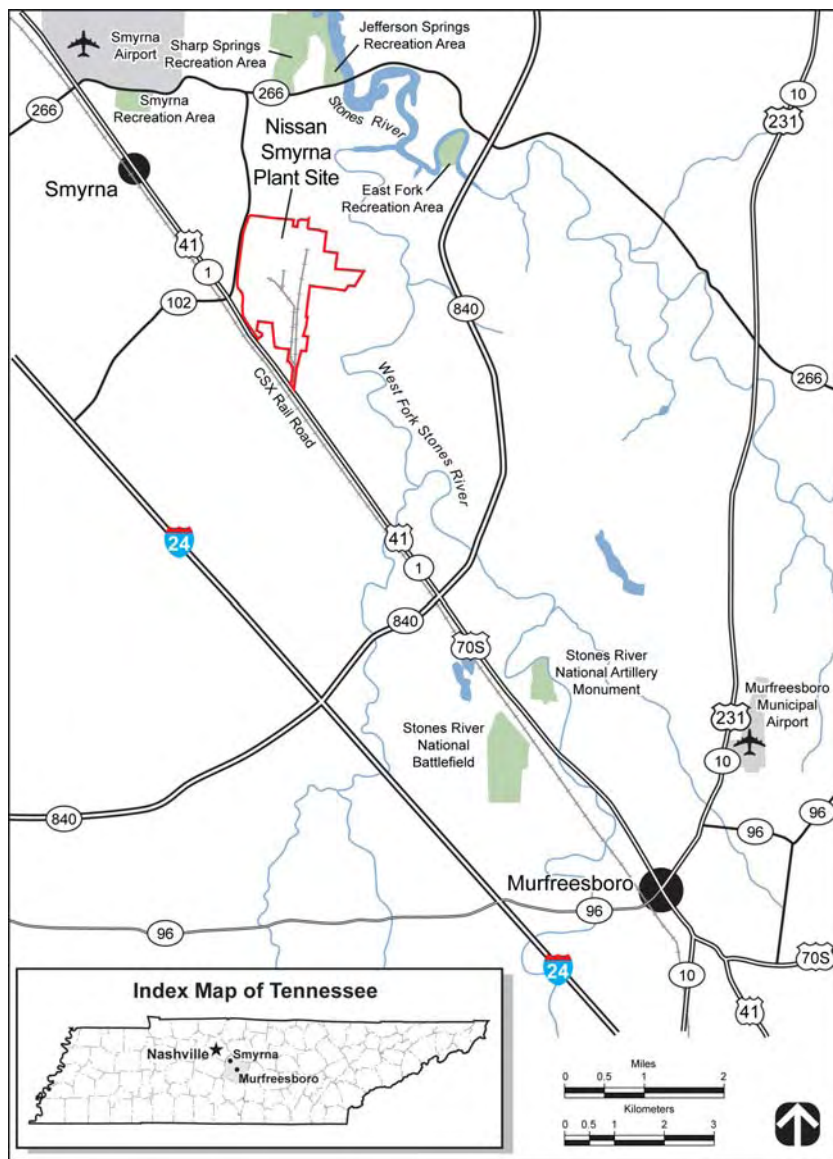 Smyrna
Airport
Sharp Springs
Recreation Area
Jefferson Springs
Recreation Area
10
231
266
266
Smyrna
Recreation Area
Stones River
Nissan
Smyrna
Plant Site
Smyrna
East Fork
Recreation Area
41
1
102
840
266
CSX Rail Road
West Fork Stones River
24
41
1
840
70S
Stones River
National Artillery
Monument
Murfreesboro
Municipal
Airport
231
Stones River
National
Battlefield
10
840
96
96
Murfreesboro
96
96
24
10
70S
41
Index Map of Tennessee
Nashville
Smyrna
Murfreesboro
Miles
0 0.5 1 2
Kilometers
0 0.5 1 2 3